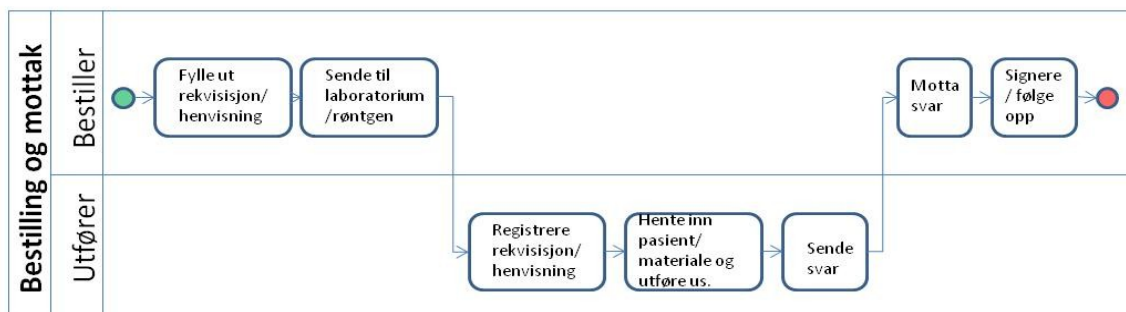 Bestilling og mottak
Bestiller
Fylle ut
rekvisisjon/
henvisning
Sende til
laboratorium
/røntgen
Motta
svar
Signere
/ følge
opp
Utfører
Registrere
rekvisisjon/
henvisning
Hente inn
pasient/
materiale og
utføre us.
Sende
svar